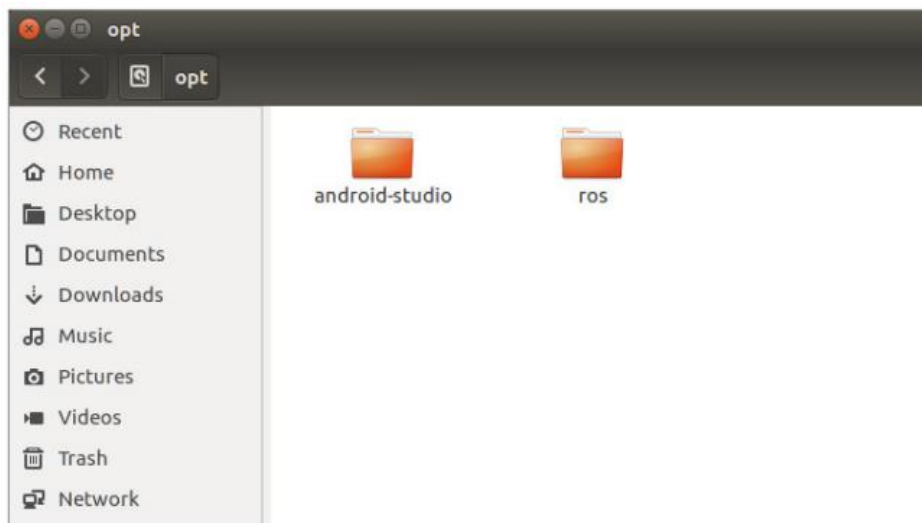 opt
opt
Recent
Home
Desktop
Documents
Downloads
Music
Pictures
Videos
Trash
Network
android-studio
ros